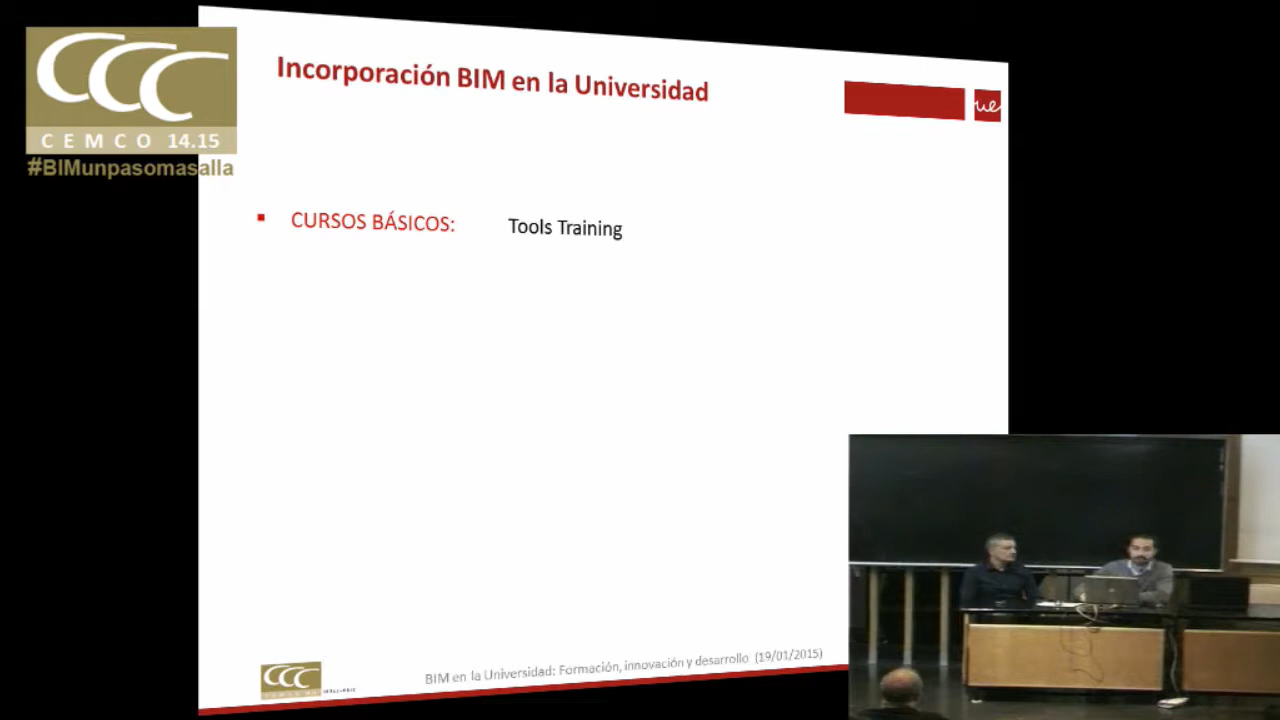 CCC
CEMCO 14.15
#BIMunpasomasalla
Incorporación BIM en la Universidad
ue
▪ CURSOS BÁSICOS: Tools Training
CCC
BIM en la Universidad: Formación, innovación y desarrollo (19/01/2015)